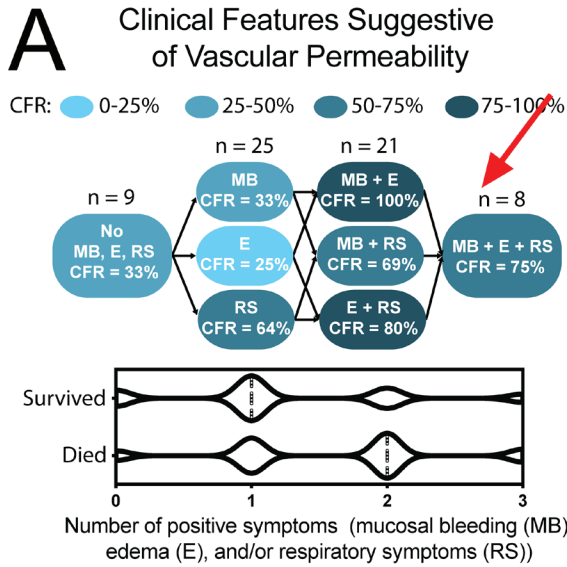 A
Clinical Features Suggestive
of Vascular Permeability
CFR: 0-25% 25-50% 50-75% 75-100%
n = 9
n = 25
n = 21
n = 8
No
MB, E, RS
CFR = 33%
MB
CFR = 33%
E
CFR = 25%
RS
CFR = 64%
MB + E
CFR = 100%
MB + RS
CFR = 69%
E + RS
CFR = 80%
MB + E + RS
CFR = 75%
Survived
Died
0 1 2 3
Number of positive symptoms (mucosal bleeding (MB)
edema (E), and/or respiratory symptoms (RS))